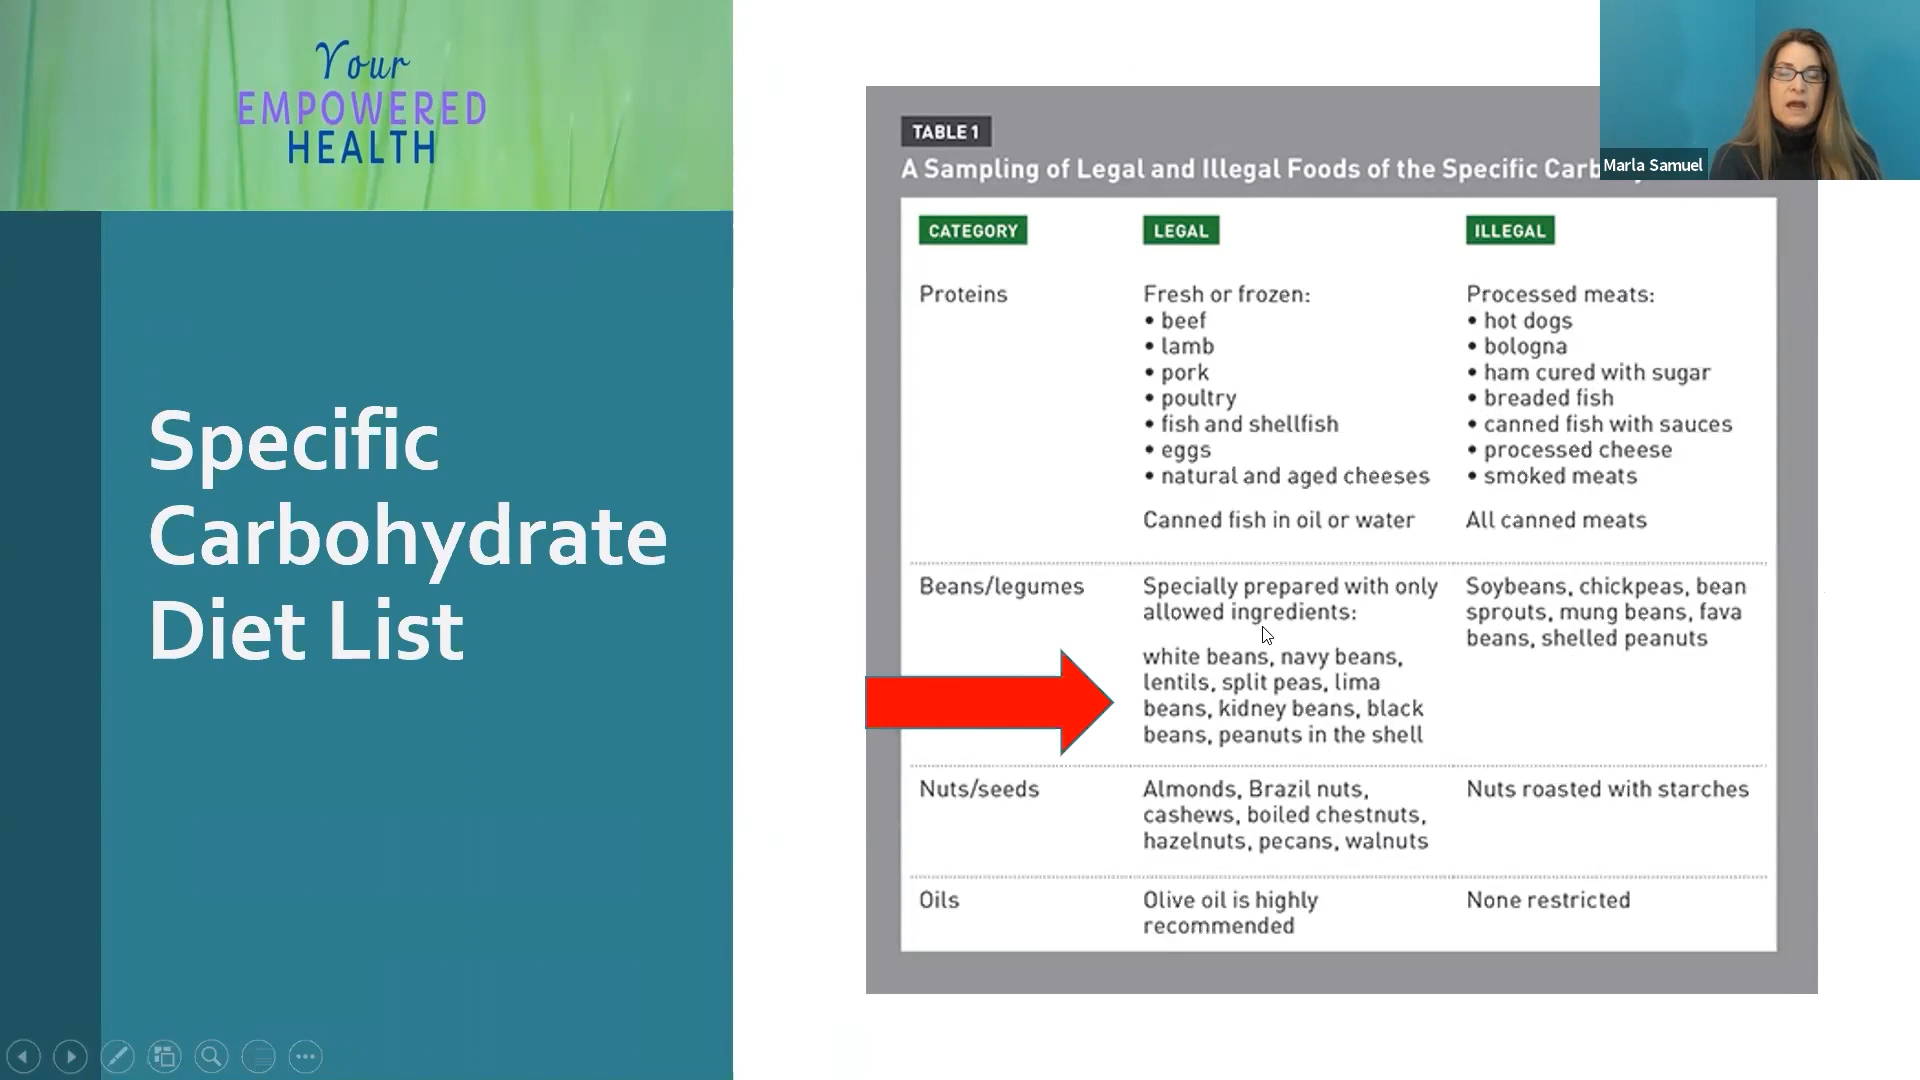 Your
EMPOWERED
HEALTH
Specific
Carbohydrate
Diet List
TABLE 1
A Sampling of Legal and Illegal Foods of the Specific
Marla Samuel
CATEGORY LEGAL ILLEGAL
Proteins
Fresh or frozen:
• beef
• lamb
• pork
• poultry
• fish and shellfish
• eggs
• natural and aged cheeses
Canned fish in oil or water
Processed meats:
• hot dogs
• bologna
• ham cured with sugar
• breaded fish
• canned fish with sauces
• processed cheese
• smoked meats
All canned meats
Beans/legumes
Specially prepared with only
allowed ingredients:
white beans, navy beans,
lentils, split peas, lima
beans, kidney beans, black
beans, peanuts in the shell
Soybeans, chickpeas, bean
sprouts, mung beans, fava
beans, shelled peanuts
Nuts/seeds
Almonds, Brazil nuts,
cashews, boiled chestnuts,
hazelnuts, pecans, walnuts
Nuts roasted with starches
Oils
Olive oil is highly
recommended
None restricted